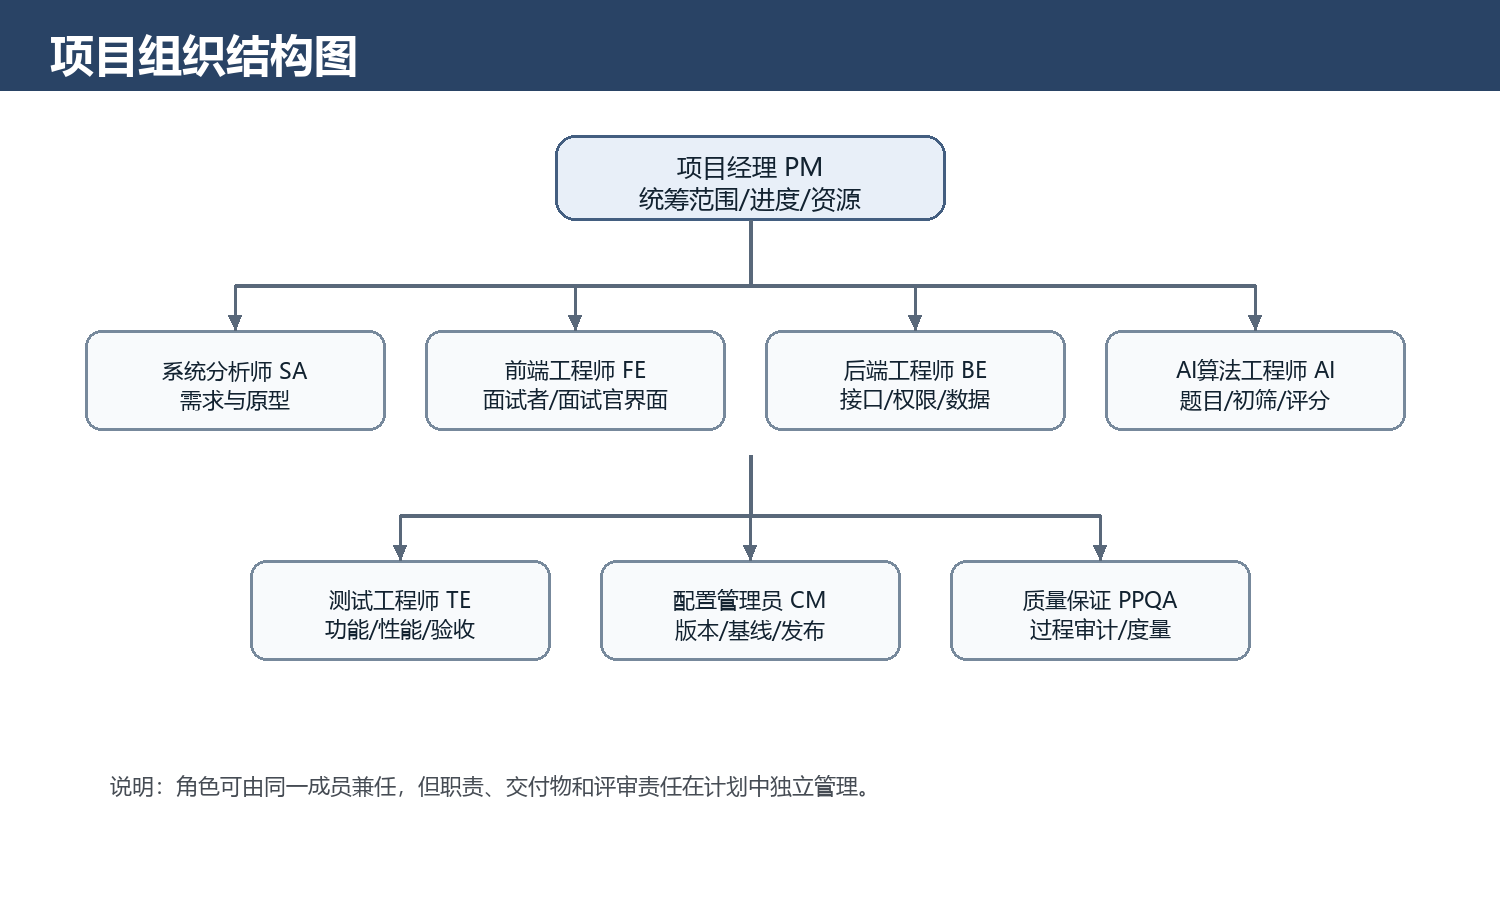 项目组织结构图
项目经理 PM
统筹范围/进度/资源
系统分析师 SA
需求与原型
前端工程师 FE
面试者/面试官界面
后端工程师 BE
接口/权限/数据
AI算法工程师 AI
题目/初筛/评分
测试工程师 TE
功能/性能/验收
配置管理员 CM
版本/基线/发布
质量保证 PPQA
过程审计/度量
说明：角色可由同一成员兼任，但职责、交付物和评审责任在计划中独立管理。